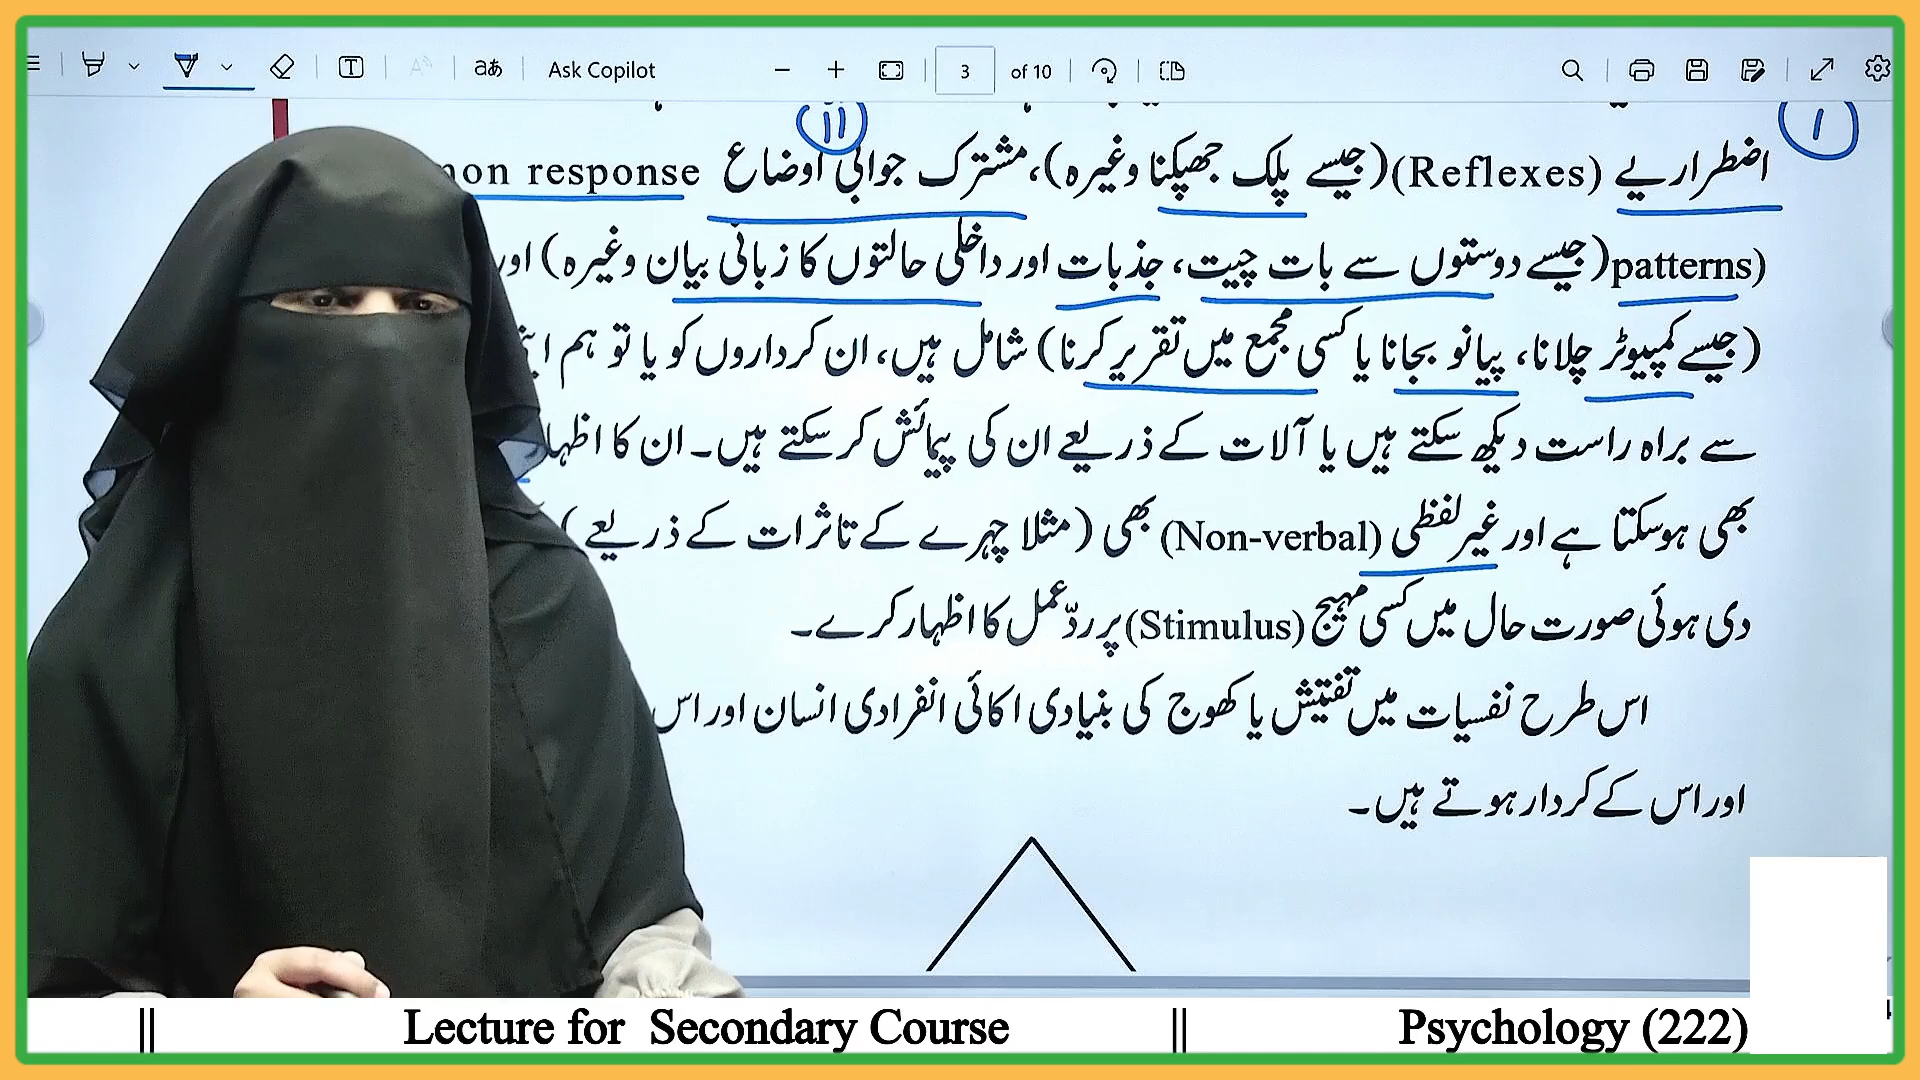 Ask Copilot
3 of 10
11
1
اضطراریے (Reflexes) (جیسے پلک جھپکنا وغیرہ)، مشترک جوابی اوضاع non response
patterns) (جیسے دوستوں سے بات چیت، جذبات اور داخلی حالتوں کا زبانی بیان وغیرہ) اور
(جیسے کمپیوٹر چلانا، پیانو بجانا یا کسی مجمع میں تقریر کرنا) شامل ہیں، ان کرداروں کو یا تو ہم
سے براہ راست دیکھ سکتے ہیں یا آلات کے ذریعے ان کی پیمائش کر سکتے ہیں۔ ان کا
بھی ہوسکتا ہے اور غیر لفظی (Non-verbal) بھی (مثلا چہرے کے تاثرات کے ذریعے)
دی ہوئی صورت حال میں کسی مہیج (Stimulus) پر ردّ عمل کا اظہار کرے۔
اس طرح نفسیات میں تفتیش یا کھوج کی بنیادی اکائی انفرادی انسان اور اس
اور اس کے کردار ہوتے ہیں۔
|| Lecture for Secondary Course || Psychology (222)